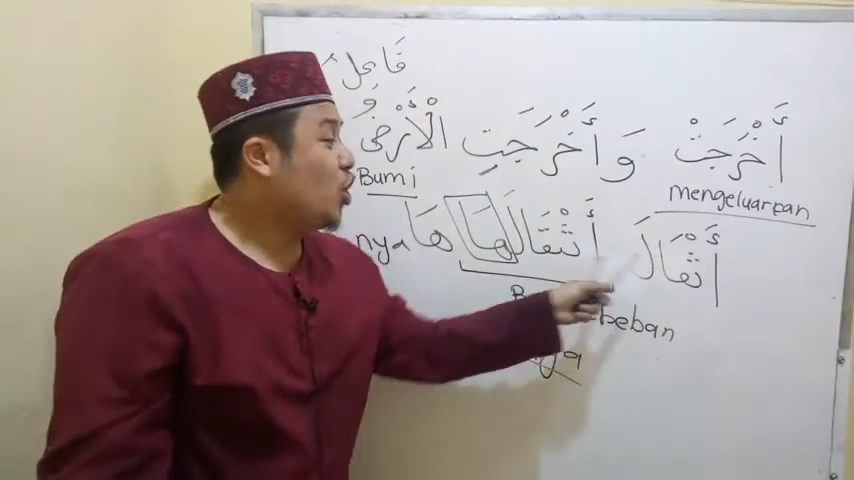 فَاعِل
أَخْرَجَتْ وَأَخْرَجَتِ الْأَرْضُ
mengeluarkan Bumi
أَثْقَالَ أَثْقَالَهَا هَا
nya
beban